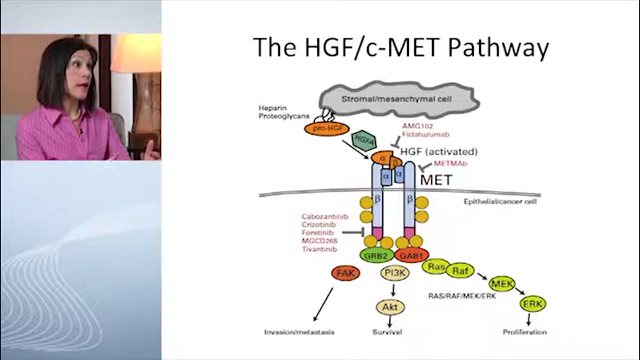 The HGF/c-MET Pathway
Stromal/mesenchymal cell
Heparin
Proteoglycans
pro-HGF
HGFA
AMG102
Ficlatuzumab
α
β
HGF (activated)
METMAb
α
α
MET
β
β
Epithelial/cancer cell
Cabozantinib
Crizotinib
Foretinib
MGCD265
Tivantinib
GRB2
GAB1
FAK
PI3K
Ras
Raf
MEK
RAS/RAF/MEK/ERK
ERK
Akt
Invasion/metastasis
Survival
Proliferation